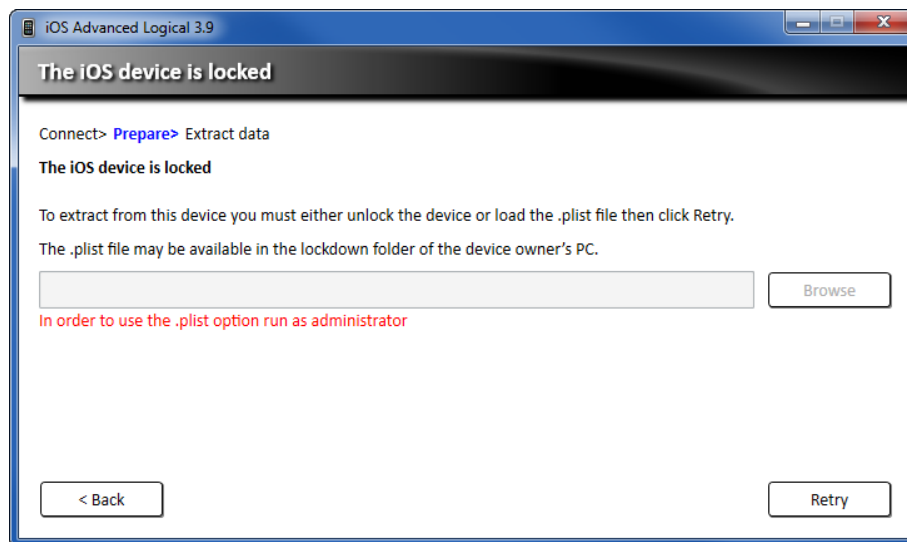 iOS Advanced Logical 3.9
The iOS device is locked
Connect> Prepare> Extract data
The iOS device is locked
To extract from this device you must either unlock the device or load the .plist file then click Retry.
The .plist file may be available in the lockdown folder of the device owner's PC.
Browse
In order to use the .plist option run as administrator
< Back
Retry